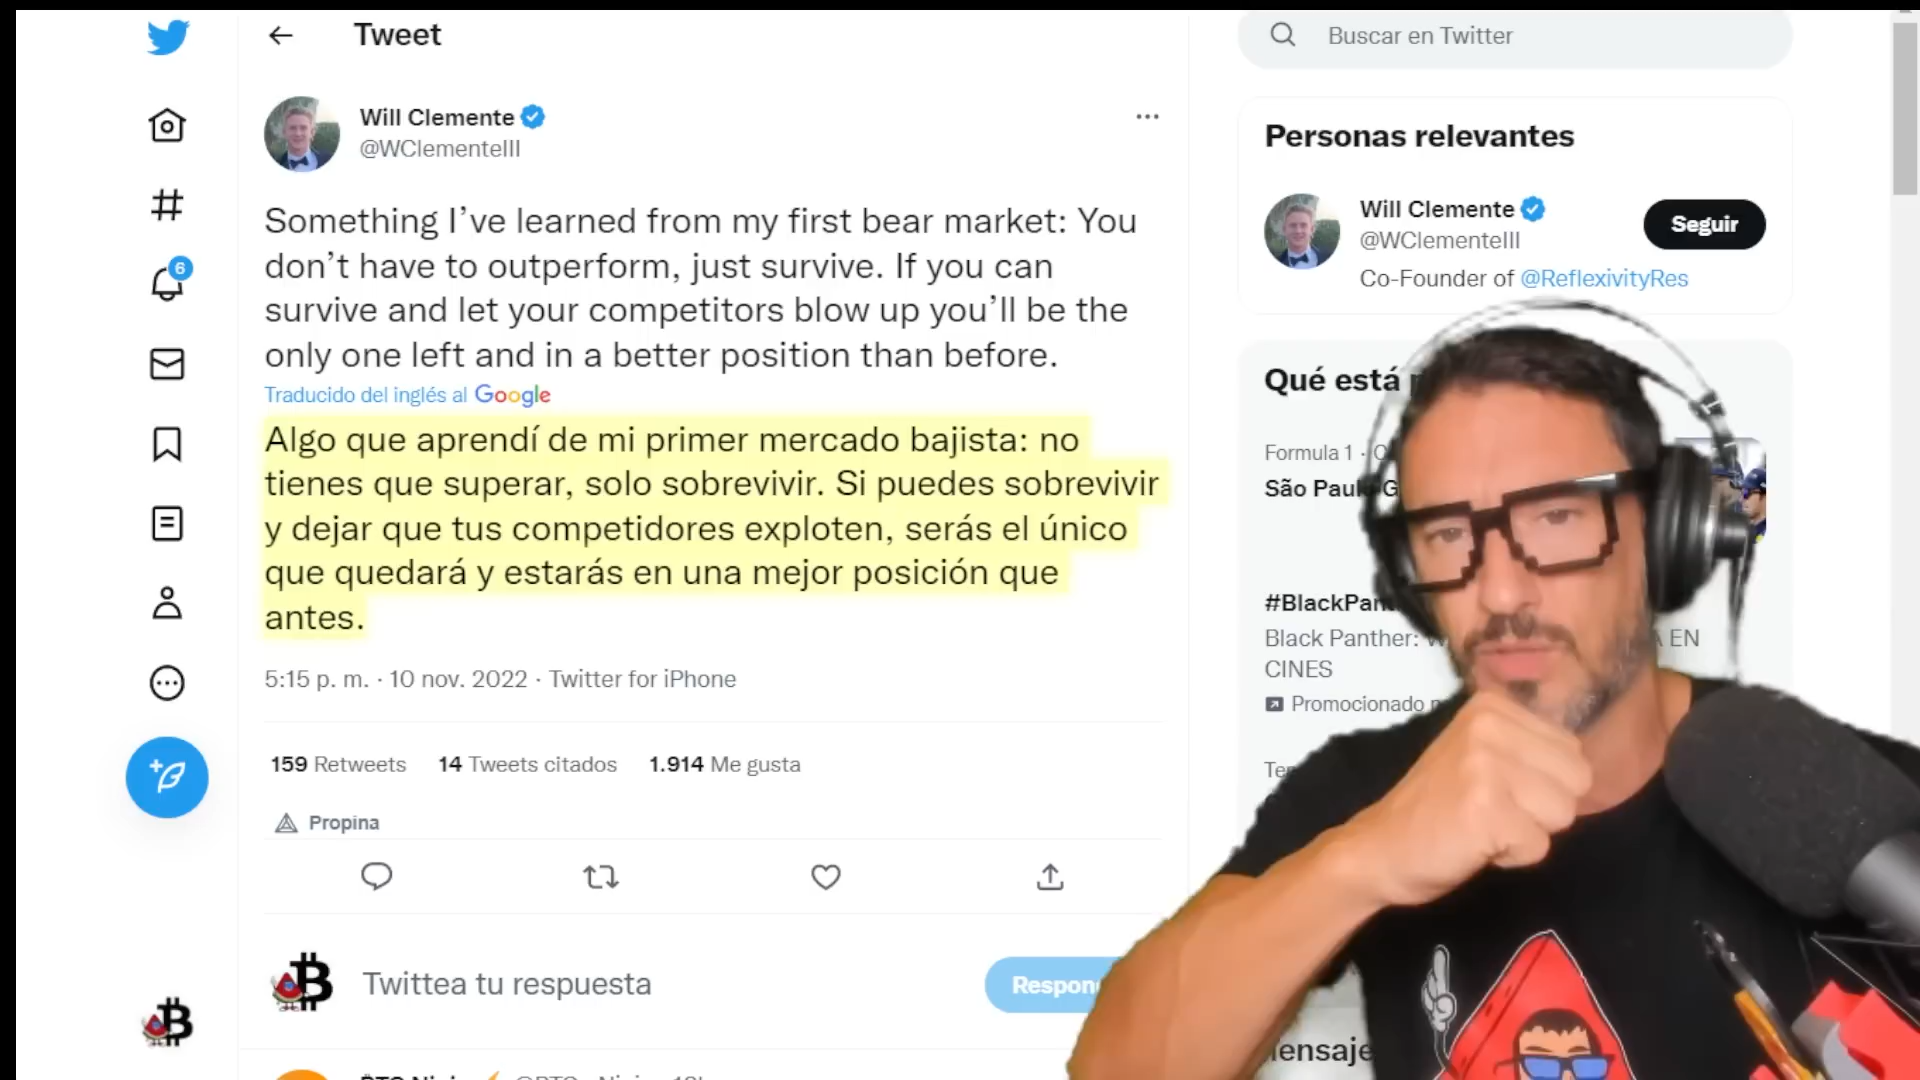 Tweet
Buscar en Twitter
Will Clemente
@WClementeIII
Something I’ve learned from my first bear market: You
don’t have to outperform, just survive. If you can
survive and let your competitors blow up you’ll be the
only one left and in a better position than before.
Traducido del inglés al Google
Algo que aprendí de mi primer mercado bajista: no
tienes que superar, solo sobrevivir. Si puedes sobrevivir
y dejar que tus competidores exploten, serás el único
que quedará y estarás en una mejor posición que
antes.
5:15 p. m. · 10 nov. 2022 · Twitter for iPhone
159 Retweets 14 Tweets citados 1.914 Me gusta
Propina
Twittea tu respuesta
6
Personas relevantes
Will Clemente
@WClementeIII
Seguir
Co-Founder of @ReflexivityRes
Qué está
Formula 1 ·
São
Black Panther:
EN
CINES
Promocionado